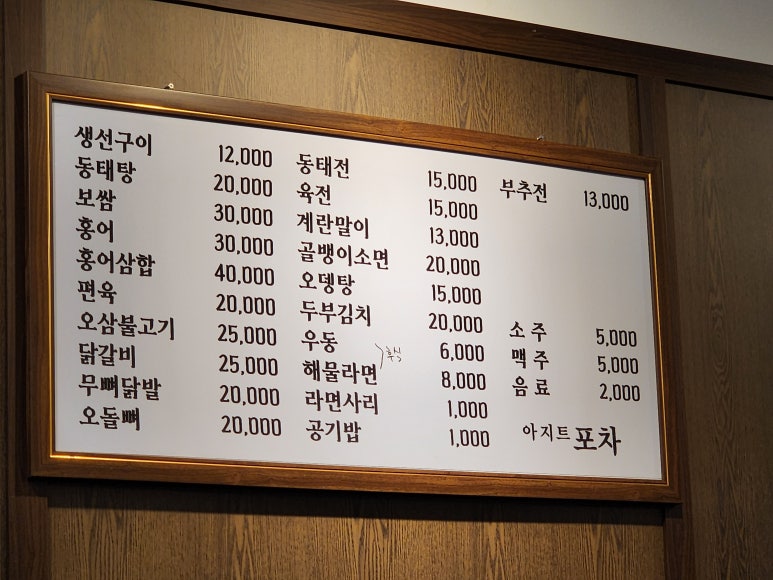 생선구이 12,000
동태탕 20,000
보쌈 30,000
홍어 30,000
홍어삼합 40,000
편육 20,000
오삼불고기 25,000
닭갈비 25,000
무뼈닭발 20,000
오돌뼈 20,000
동태전 15,000
육전 15,000
계란말이 13,000
골뱅이소면 20,000
오뎅탕 15,000
두부김치 20,000
우동 6,000
후식
해물라면 8,000
라면사리 1,000
공기밥 1,000
부추전 13,000
소주 5,000
맥주 5,000
음료 2,000
아지트 포차